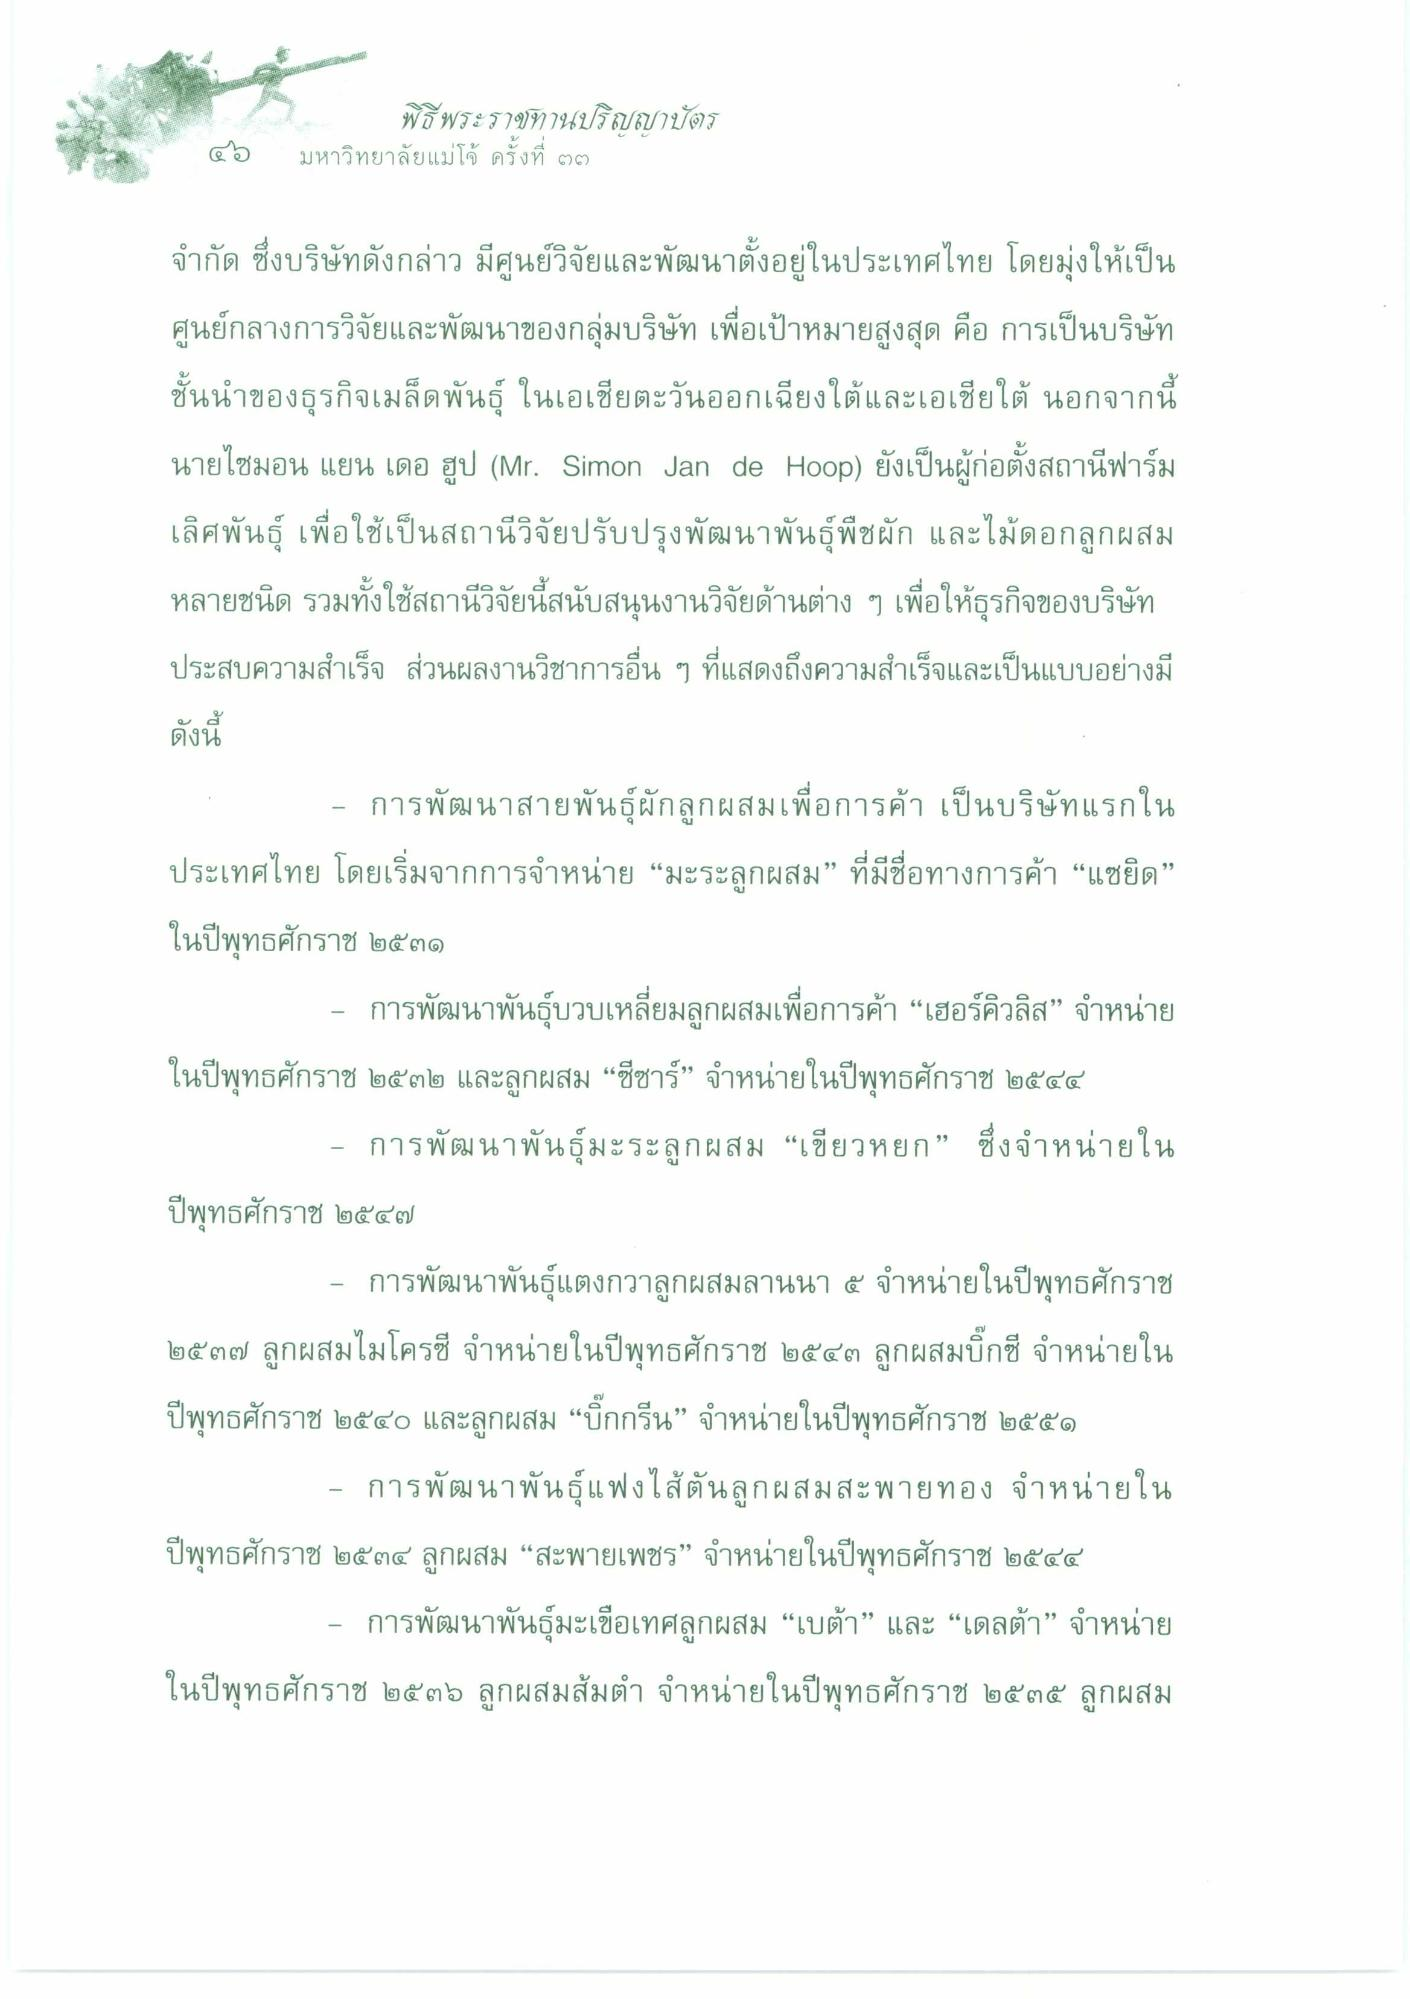 พิธีพระราชทานปริญญาบัตร
๔๖ มหาวิทยาลัยแม่โจ้ ครั้งที่ ๓๓
จำกัด ซึ่งบริษัทดังกล่าว มีศูนย์วิจัยและพัฒนาตั้งอยู่ในประเทศไทย โดยมุ่งให้เป็น
ศูนย์กลางการวิจัยและพัฒนาของกลุ่มบริษัท เพื่อเป้าหมายสูงสุด คือ การเป็นบริษัท
ชั้นนำของธุรกิจเมล็ดพันธุ์ ในเอเชียตะวันออกเฉียงใต้และเอเชียใต้ นอกจากนี้
นายไซมอน แยน เดอ ฮูป (Mr. Simon Jan de Hoop) ยังเป็นผู้ก่อตั้งสถานีฟาร์ม
เลิศพันธุ์ เพื่อใช้เป็นสถานีวิจัยปรับปรุงพัฒนาพันธุ์พืชผัก และไม้ดอกลูกผสม
หลายชนิด รวมทั้งใช้สถานีวิจัยนี้สนับสนุนงานวิจัยด้านต่าง ๆ เพื่อให้ธุรกิจของบริษัท
ประสบความสำเร็จ ส่วนผลงานวิชาการอื่น ๆ ที่แสดงถึงความสำเร็จและเป็นแบบอย่างมี
ดังนี้
– การพัฒนาสายพันธุ์ผักลูกผสมเพื่อการค้า เป็นบริษัทแรกใน
ประเทศไทย โดยเริ่มจากการจำหน่าย “มะระลูกผสม” ที่มีชื่อทางการค้า “แซยิด”
ในปีพุทธศักราช ๒๕๓๑
– การพัฒนาพันธุ์บวบเหลี่ยมลูกผสมเพื่อการค้า “เฮอร์คิวลิส” จำหน่าย
ในปีพุทธศักราช ๒๕๓๒ และลูกผสม “ซีซาร์” จำหน่ายในปีพุทธศักราช ๒๕๔๔
– การพัฒนาพันธุ์มะระลูกผสม “เขียวหยก” ซึ่งจำหน่ายใน
ปีพุทธศักราช ๒๕๔๗
– การพัฒนาพันธุ์แตงกวาลูกผสมลานนา ๕ จำหน่ายในปีพุทธศักราช
๒๕๓๗ ลูกผสมไมโครซี จำหน่ายในปีพุทธศักราช ๒๕๔๓ ลูกผสมบิ๊กซี จำหน่ายใน
ปีพุทธศักราช ๒๕๔๐ และลูกผสม “บิ๊กกรีน” จำหน่ายในปีพุทธศักราช ๒๕๕๑
– การพัฒนาพันธุ์แฟงไส้ตันลูกผสมสะพายทอง จำหน่ายใน
ปีพุทธศักราช ๒๕๓๔ ลูกผสม “สะพายเพชร” จำหน่ายในปีพุทธศักราช ๒๕๔๔
– การพัฒนาพันธุ์มะเขือเทศลูกผสม “เบต้า” และ “เดลต้า” จำหน่าย
ในปีพุทธศักราช ๒๕๓๖ ลูกผสมส้มตำ จำหน่ายในปีพุทธศักราช ๒๕๓๕ ลูกผสม